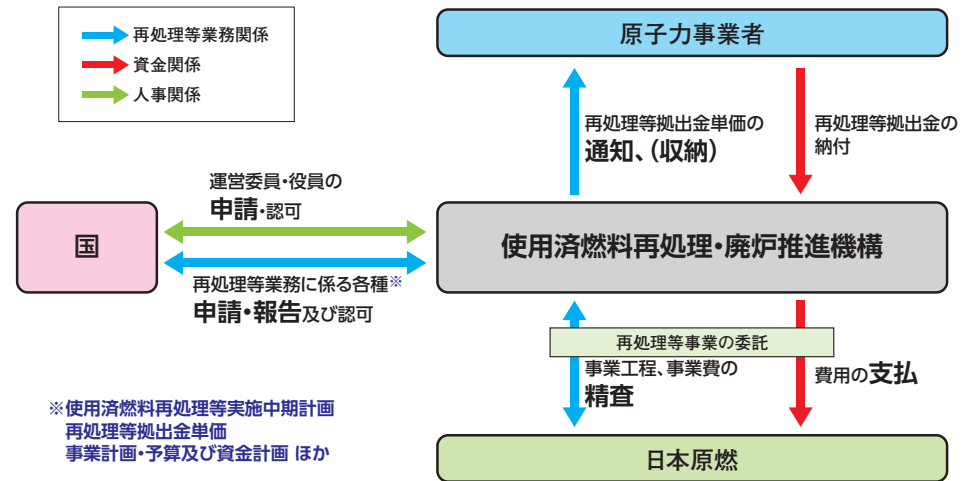 再処理等業務関係
資金関係
人事関係
原子力事業者
再処理等拠出金単価の
通知、(収納)
再処理等拠出金の
納付
運営委員・役員の
申請・認可
国
使用済燃料再処理・廃炉推進機構
再処理等業務に係る各種※
申請・報告及び認可
再処理等事業の委託
事業工程、事業費の
精査
費用の支払
※使用済燃料再処理等実施中期計画
再処理等拠出金単価
事業計画・予算及び資金計画 ほか
日本原燃